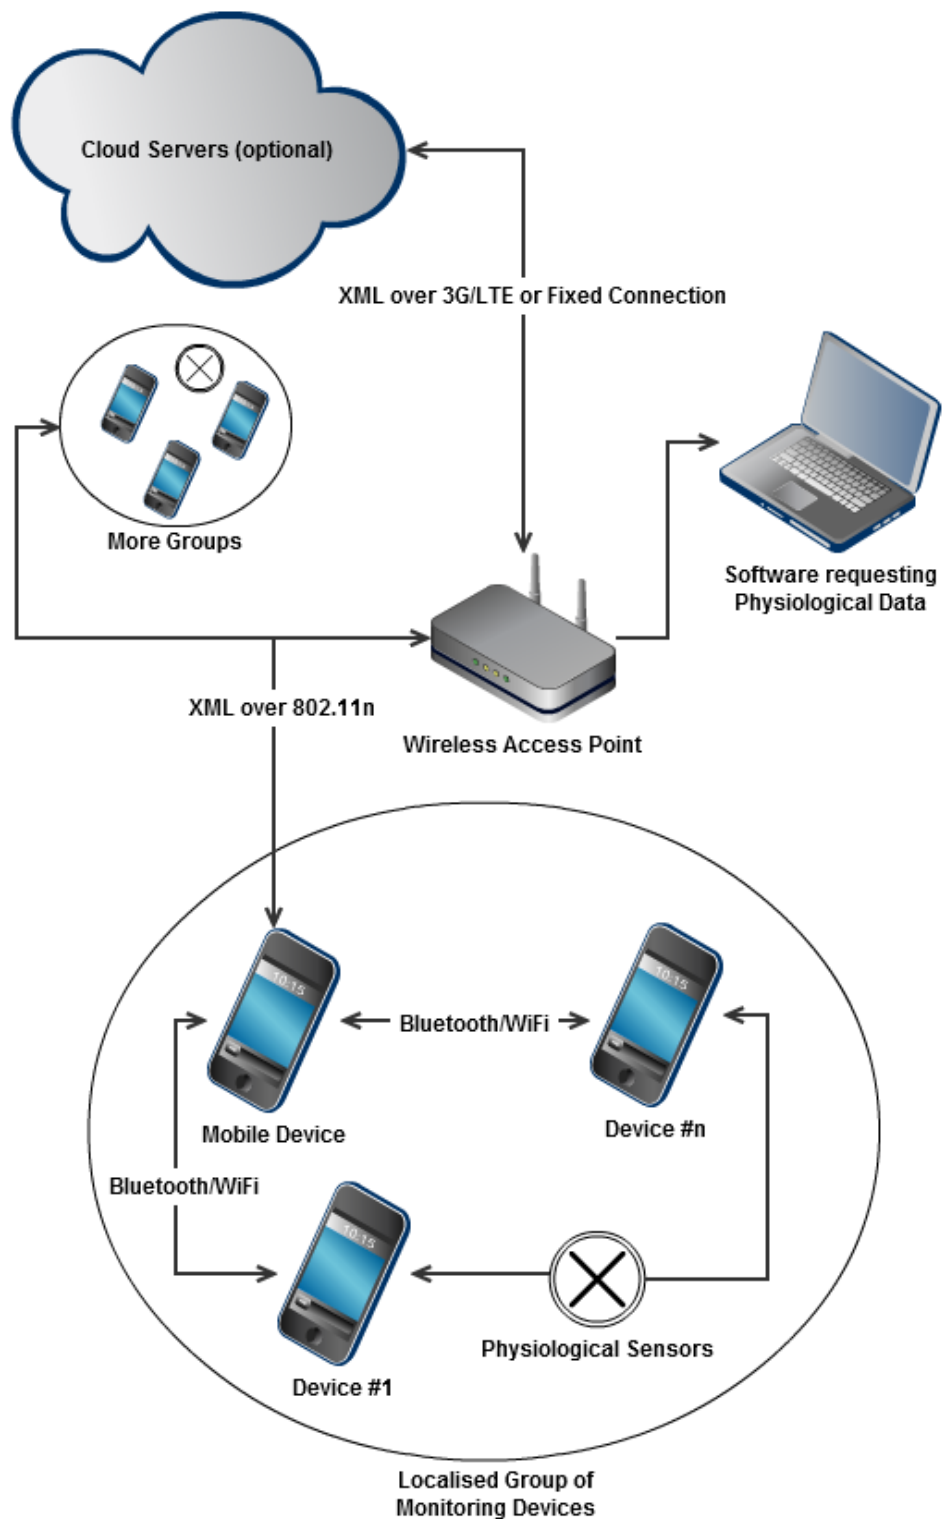 Cloud Servers (optional)
XML over 3G/LTE or Fixed Connection
More Groups
Software requesting
Physiological Data
XML over 802.11n
Wireless Access Point
10:15
10:15
Bluetooth/WiFi
Mobile Device
Device #n
Bluetooth/WiFi
10:15
Physiological Sensors
Device #1
Localised Group of
Monitoring Devices